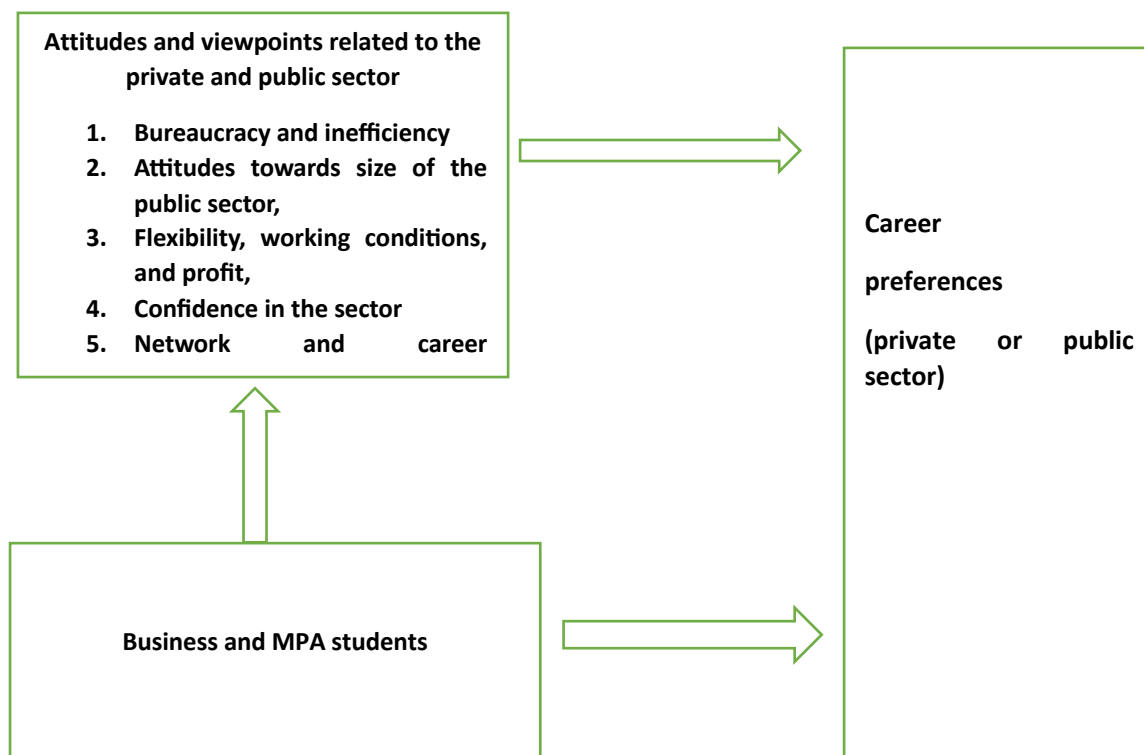 Attitudes and viewpoints related to the
private and public sector
1. Bureaucracy and inefficiency
2. Attitudes towards size of the
public sector,
3. Flexibility, working conditions,
and profit,
4. Confidence in the sector
5. Network and career
Career
preferences
(private or public
sector)
Business and MPA students